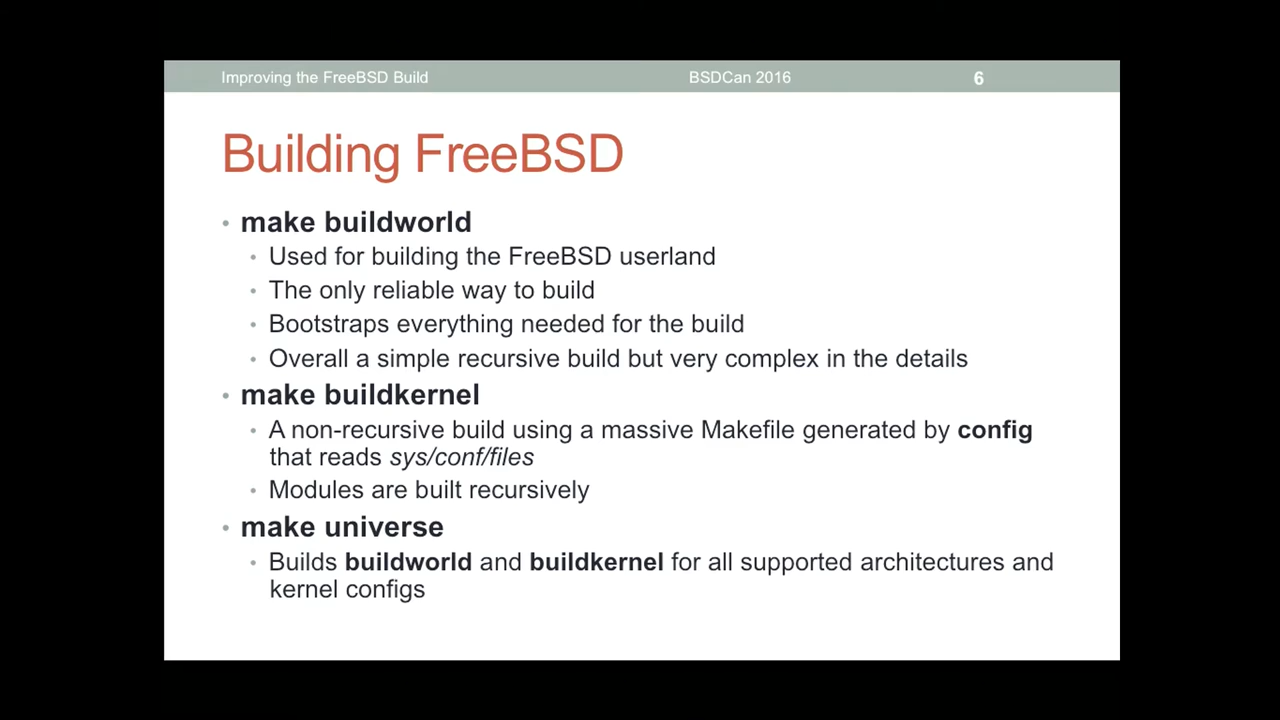 Improving the FreeBSD Build BSDCan 2016 6
Building FreeBSD
• make buildworld
• Used for building the FreeBSD userland
• The only reliable way to build
• Bootstraps everything needed for the build
• Overall a simple recursive build but very complex in the details
• make buildkernel
• A non-recursive build using a massive Makefile generated by config
that reads sys/conf/files
• Modules are built recursively
• make universe
• Builds buildworld and buildkernel for all supported architectures and
kernel configs